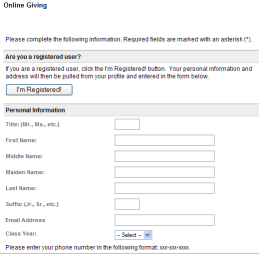 Online Giving
Please complete the following information. Required fields are marked with an asterisk (*).
Are you a registered user?
If you are a registered user, click the I'm Registered! button. Your personal information and
address will then be pulled from your profile and entered in the form below.
I'm Registered!
Personal Information
Title: (Mr., Ms., etc.)
First Name:
Middle Name:
Maiden Name:
Last Name:
Suffix: (Jr., Sr., etc.)
Email Address
Class Year:
-- Select --
Please enter your phone number in the following format: xxx-xxx-xxxx.